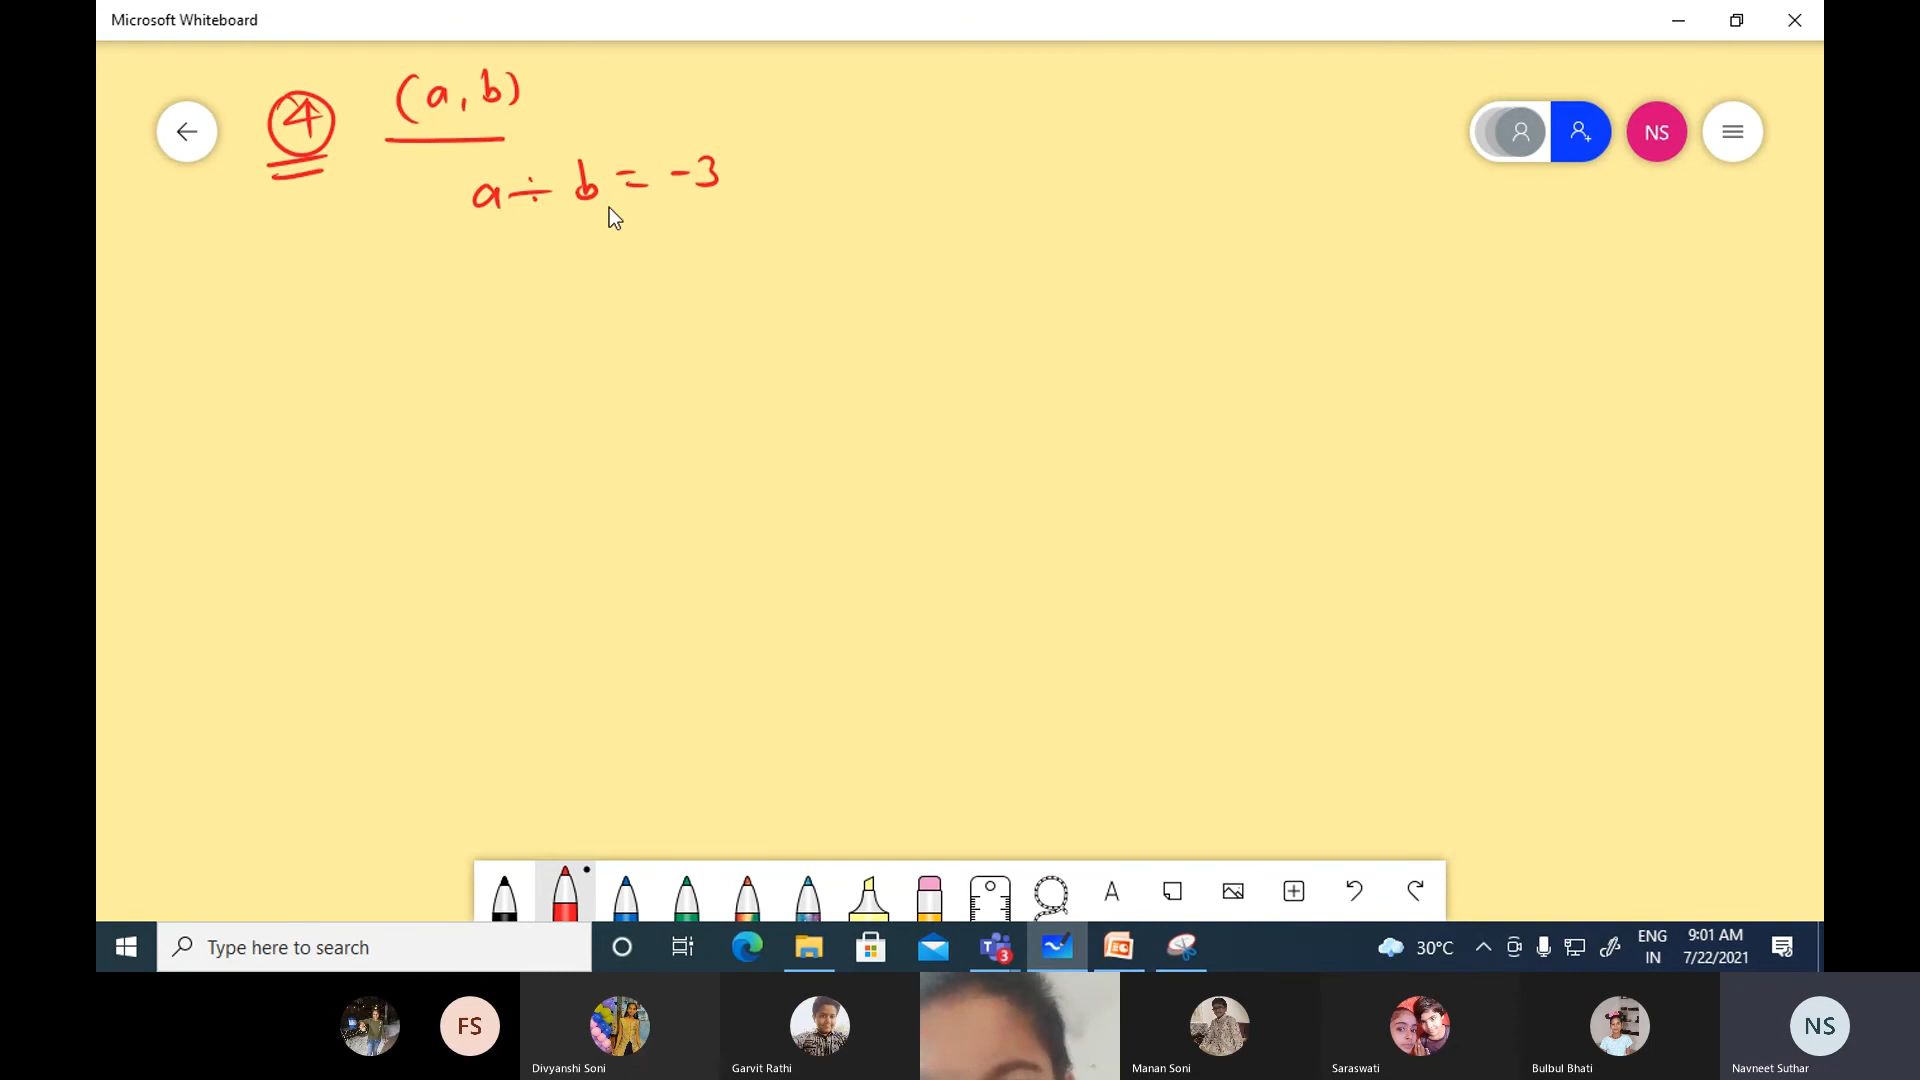 Microsoft Whiteboard
④ (a, b)
a ÷ b = -3
NS
A
Type here to search
3
30°C
ENG
IN
9:01 AM
7/22/2021
FS
NS
Divyanshi Soni
Garvit Rathi
Manan Soni
Saraswati
Bulbul Bhati
Navneet Suthar